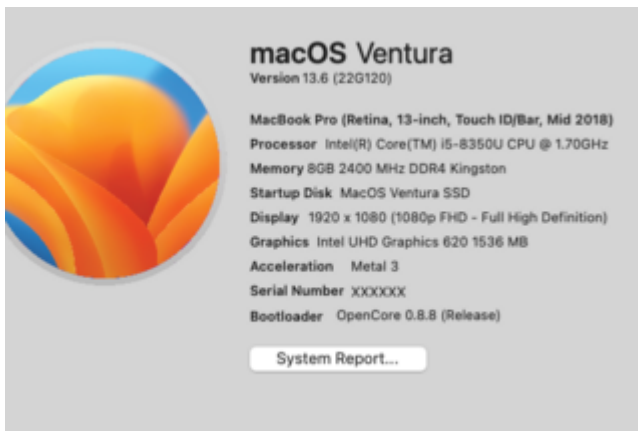 macOS Ventura
Version 13.6 (22G120)
MacBook Pro (Retina, 13-inch, Touch ID/Bar, Mid 2018)
Processor Intel(R) Core(TM) i5-8350U CPU @ 1.70GHz
Memory 8GB 2400 MHz DDR4 Kingston
Startup Disk MacOS Ventura SSD
Display 1920 x 1080 (1080p FHD - Full High Definition)
Graphics Intel UHD Graphics 620 1536 MB
Acceleration Metal 3
Serial Number XXXXXX
Bootloader OpenCore 0.8.8 (Release)
System Report...